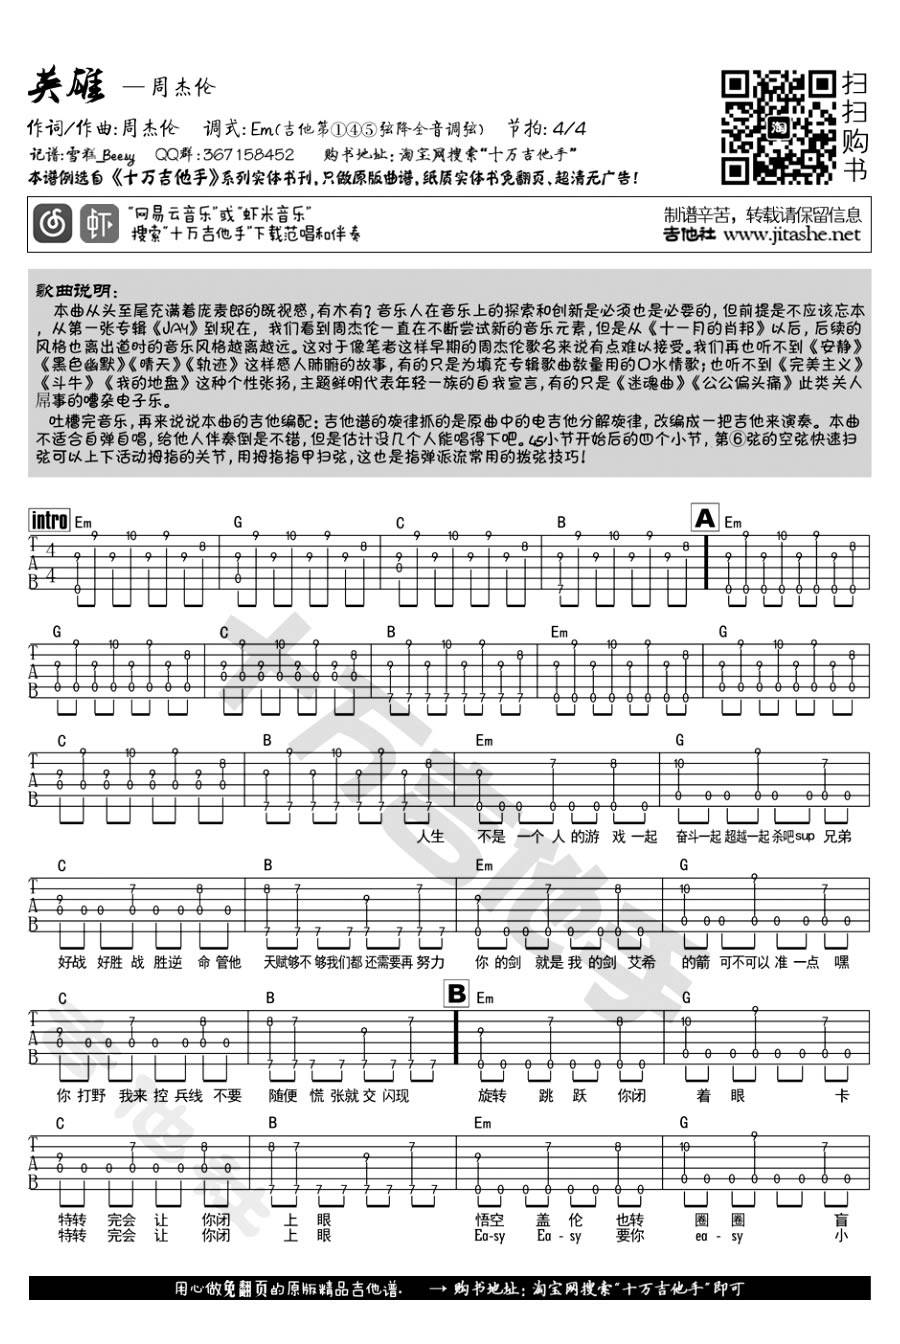 英雄 — 周杰伦
作词/作曲:周杰伦 调式:Em(吉他第①④⑤弦降全音调弦) 节拍:4/4
记谱:雪糕_Beesy QQ群:367158452 购书地址:淘宝网搜索“十万吉他手”
本谱例选自《十万吉他手》系列实体书刊,只做原版曲谱,纸质实体书免翻页、超清无广告!
淘
扫扫购书
虾
“网易云音乐”或“虾米音乐”
搜索“十万吉他手”下载范唱和伴奏
制谱辛苦，转载请保留信息
吉他社 www.jitashe.net
歌曲说明:
本曲从头至尾充满着庞麦郎的既视感,有木有?音乐人在音乐上的探索和创新是必须也是必要的,但前提是不应该忘本
,从第一张专辑《JAY》到现在,我们看到周杰伦一直在不断尝试新的音乐元素,但是从《十一月的肖邦》以后,后续的
风格也离出道时的音乐风格越离越远。这对于像笔者这样早期的周杰伦歌名来说有点难以接受。我们再也听不到《安静》
《黑色幽默》《晴天》《轨迹》这样感人肺腑的故事,有的只是为填充专辑歌曲数量用的口水情歌;也听不到《完美主义》
《斗牛》《我的地盘》这种个性张扬,主题鲜明代表年轻一族的自我宣言,有的只是《迷魂曲》《公公偏头痛》此类关人
屌事的嘈杂电子乐。
吐槽完音乐,再来说说本曲的吉他编配:吉他谱的旋律抓的是原曲中的电吉他分解旋律,改编成一把吉他来演奏。本曲
不适合自弹自唱,给他人伴奏倒是不错,但是估计没几个人能唱得下吧。45小节开始后的四个小节,第⑥弦的空弦快速扫
弦可以上下活动拇指的关节,用拇指指甲扫弦,这也是指弹派流常用的拨弦技巧!
intro Em G C B A Em
T A B 4 4
G C B Em G
C B Em G
人生 不是 一个 人 的游 戏 一起 奋斗一起 超越一起 杀吧sup 兄弟
C B Em G
好战 好胜 战 胜逆 命 管他 天赋够不 够我们都 还需要再 努力 你 的剑 就是 我 的剑 艾希 的箭 可不可以 准 一点 嘿
C B B Em G
你 打野 我来 控 兵线 不要 随便 慌 张就 交 闪现 旋转 跳 跃 你闭 着 眼 卡
C B Em G
特转 完会 让 你闭 上 眼 悟空 盖 伦 也转 圈 圈 盲
特转 完会 让 你闭 上 眼 Ea-sy Ea - sy 要你 ea - sy 小
用心做免翻页的原版精品吉他谱. → 购书地址: 淘宝网搜索“十万吉他手”即可
十万吉他手
吉他社